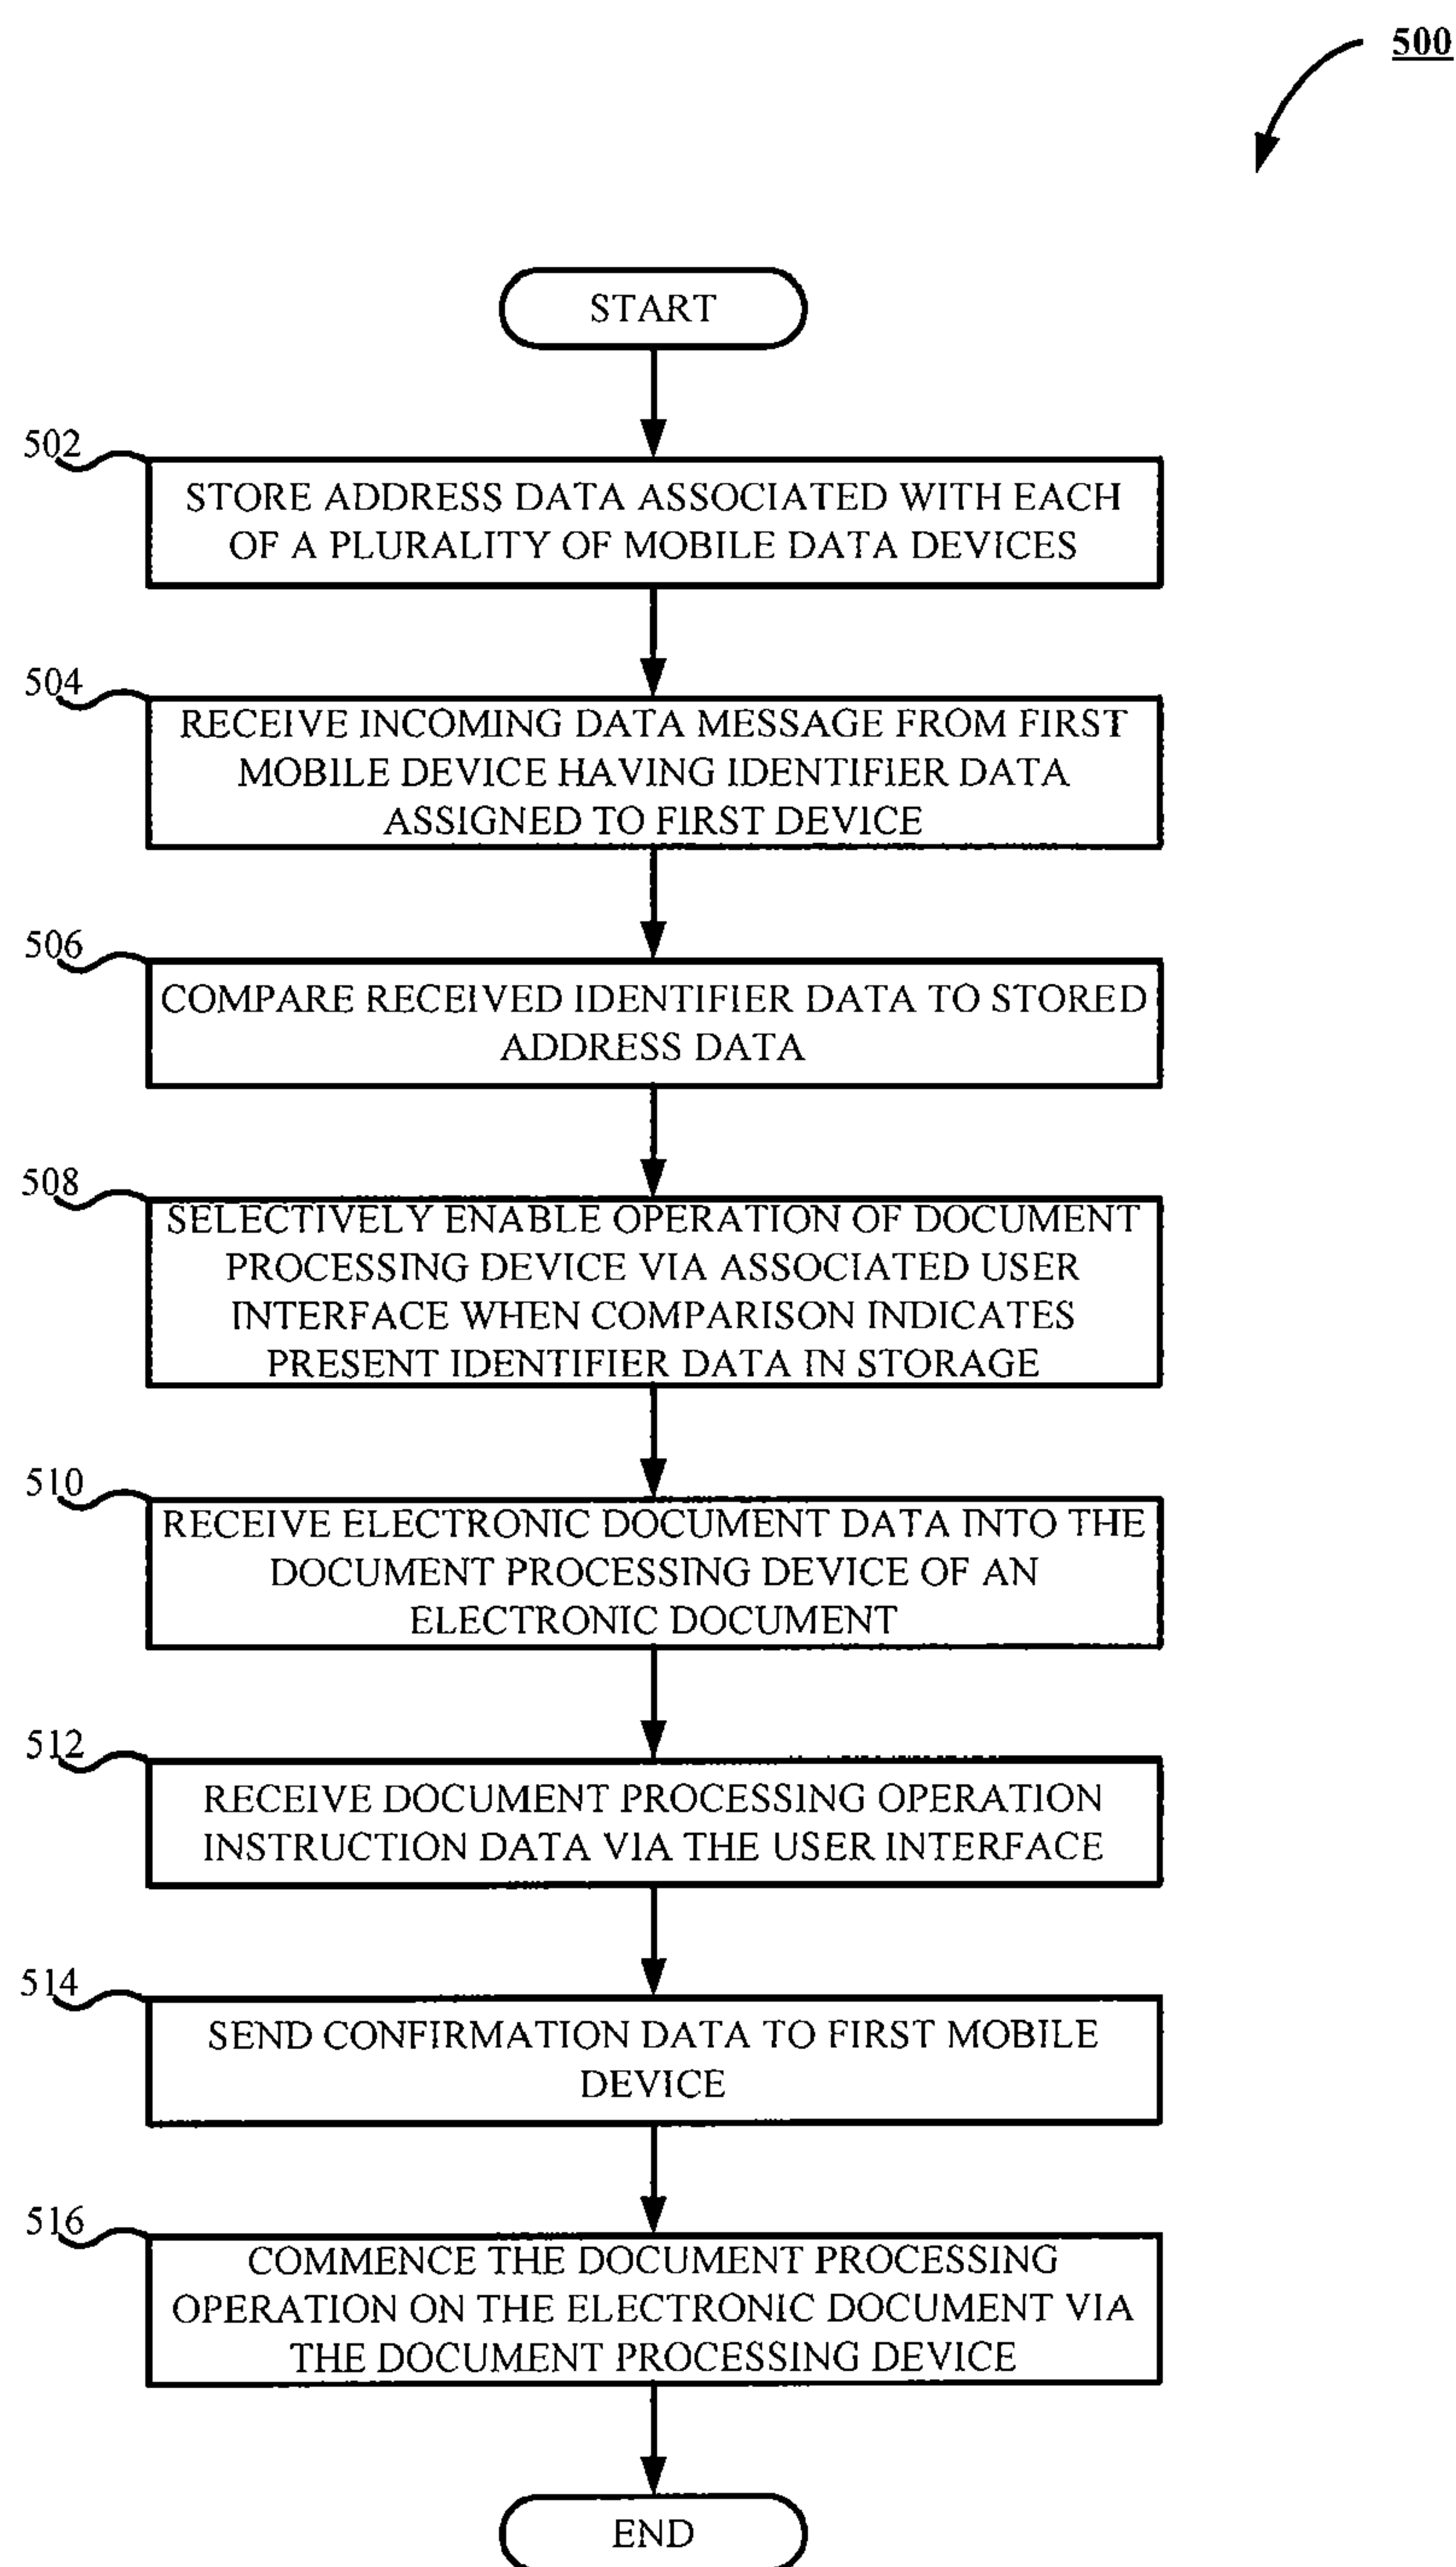 500
START
502
STORE ADDRESS DATA ASSOCIATED WITH EACH
OF A PLURALITY OF MOBILE DATA DEVICES
504
RECEIVE INCOMING DATA MESSAGE FROM FIRST
MOBILE DEVICE HAVING IDENTIFIER DATA
ASSIGNED TO FIRST DEVICE
506
COMPARE RECEIVED IDENTIFIER DATA TO STORED
ADDRESS DATA
508
SELECTIVELY ENABLE OPERATION OF DOCUMENT
PROCESSING DEVICE VIA ASSOCIATED USER
INTERFACE WHEN COMPARISON INDICATES
PRESENT IDENTIFIER DATA IN STORAGE
510
RECEIVE ELECTRONIC DOCUMENT DATA INTO THE
DOCUMENT PROCESSING DEVICE OF AN
ELECTRONIC DOCUMENT
512
RECEIVE DOCUMENT PROCESSING OPERATION
INSTRUCTION DATA VIA THE USER INTERFACE
514
SEND CONFIRMATION DATA TO FIRST MOBILE
DEVICE
516
COMMENCE THE DOCUMENT PROCESSING
OPERATION ON THE ELECTRONIC DOCUMENT VIA
THE DOCUMENT PROCESSING DEVICE
END